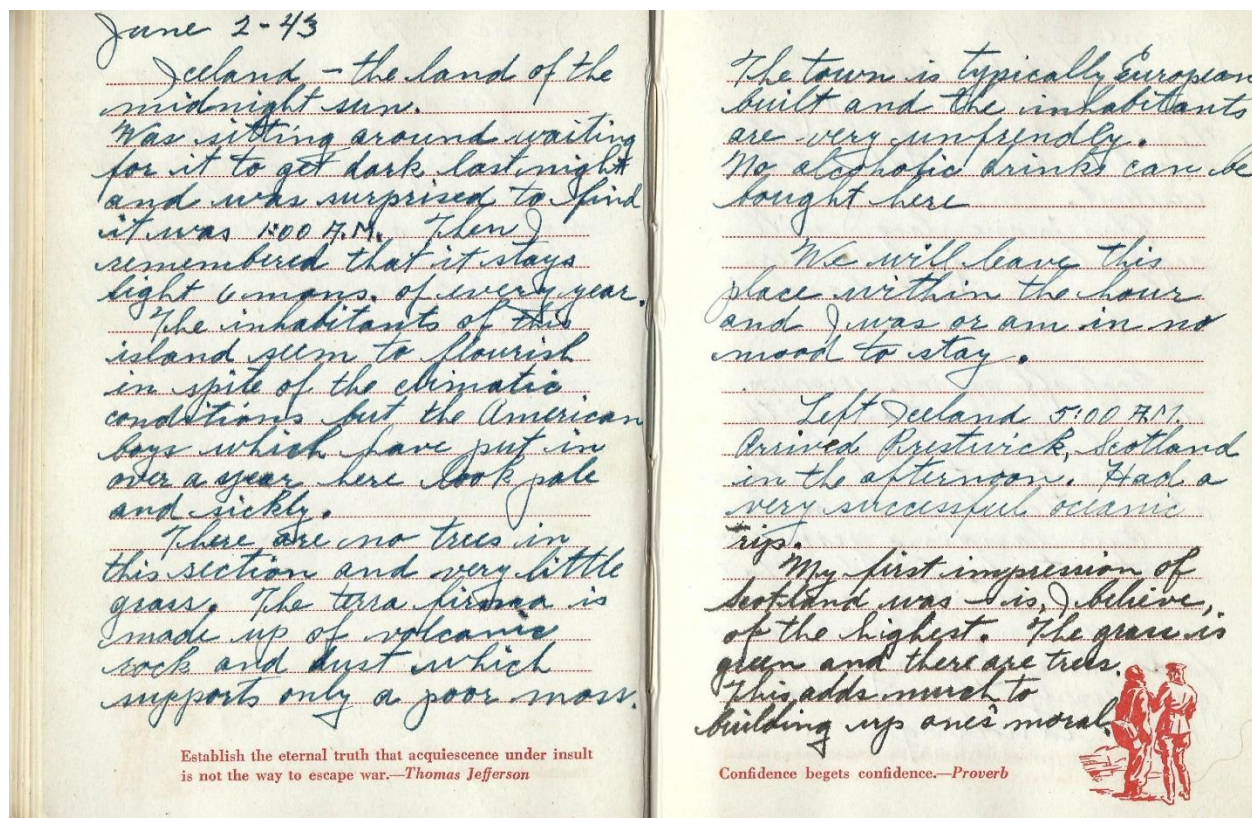 June 2-43
Iceland – the land of the
midnight sun.
Was sitting around waiting
for it to get dark last night
and was surprised to find
it was 1:00 A.M. Then I
remembered that it stays
light 6 mons. of every year.
The inhabitants of this
island seem to flourish
in spite of the climatic
conditions but the American
boys which have put in
over a year here look pale
and sickly.
There are no trees in
this section and very little
grass. The terra firma is
made up of volcanic
rock and dust which
supports only a poor moss.
Establish the eternal truth that acquiescence under insult
is not the way to escape war.—Thomas Jefferson
The town is typically European
built and the inhabitants
are very unfrendly.
No alcoholic drinks can be
bought here
We will leave this
place within the hour
and I was or am in no
mood to stay.
Left Iceland 5:00 A.M.
Arrived Prestwick, Scotland
in the afternoon. Had a
very successful oceanic
trip.
My first impression of
Scotland was – is, I believe,
of the highest. The grass is
green and there are trees.
This adds much to
building up one's moral.
Confidence begets confidence.—Proverb